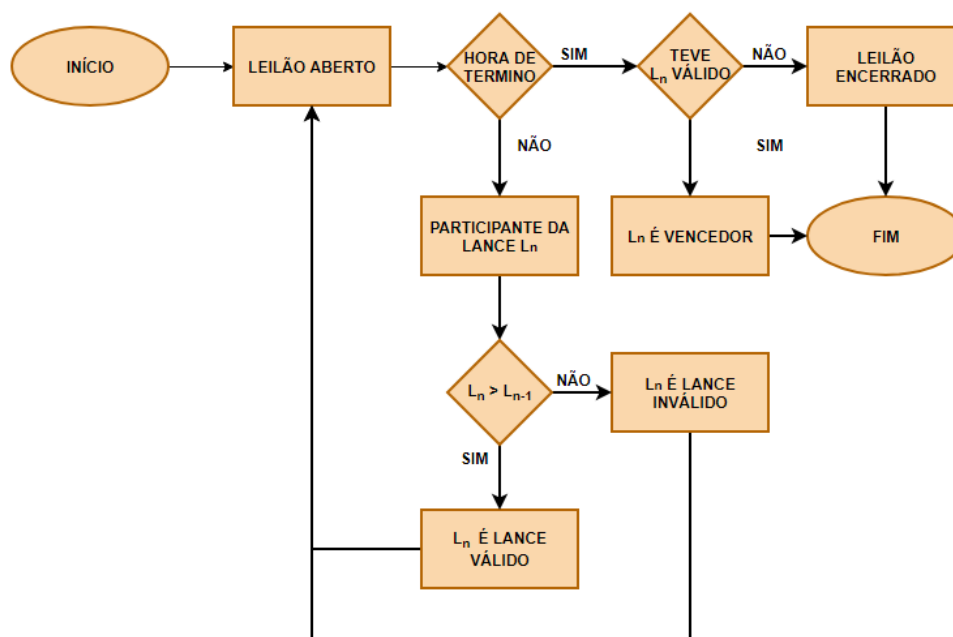 INÍCIO
LEILÃO ABERTO
HORA DE
TERMINO
SIM
TEVE
Ln VÁLIDO
NÃO
LEILÃO
ENCERRADO
NÃO
SIM
PARTICIPANTE DA
LANCE Ln
Ln É VENCEDOR
FIM
Ln > Ln-1
NÃO
Ln É LANCE
INVÁLIDO
SIM
Ln É LANCE
VÁLIDO